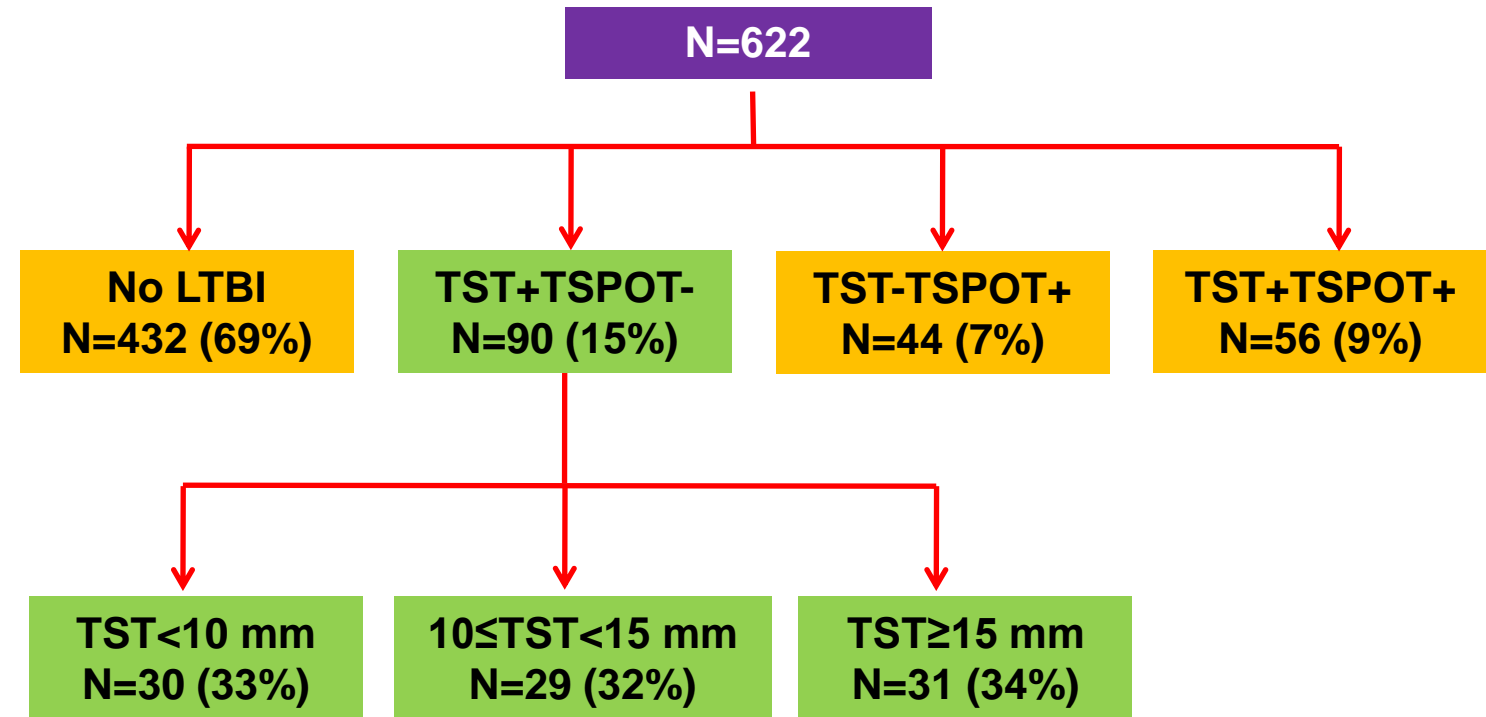 N=622
No LTBI
N=432 (69%)
TST+TSPOT-
N=90 (15%)
TST-TSPOT+
N=44 (7%)
TST+TSPOT+
N=56 (9%)
TST<10 mm
N=30 (33%)
10≤TST<15 mm
N=29 (32%)
TST≥15 mm
N=31 (34%)